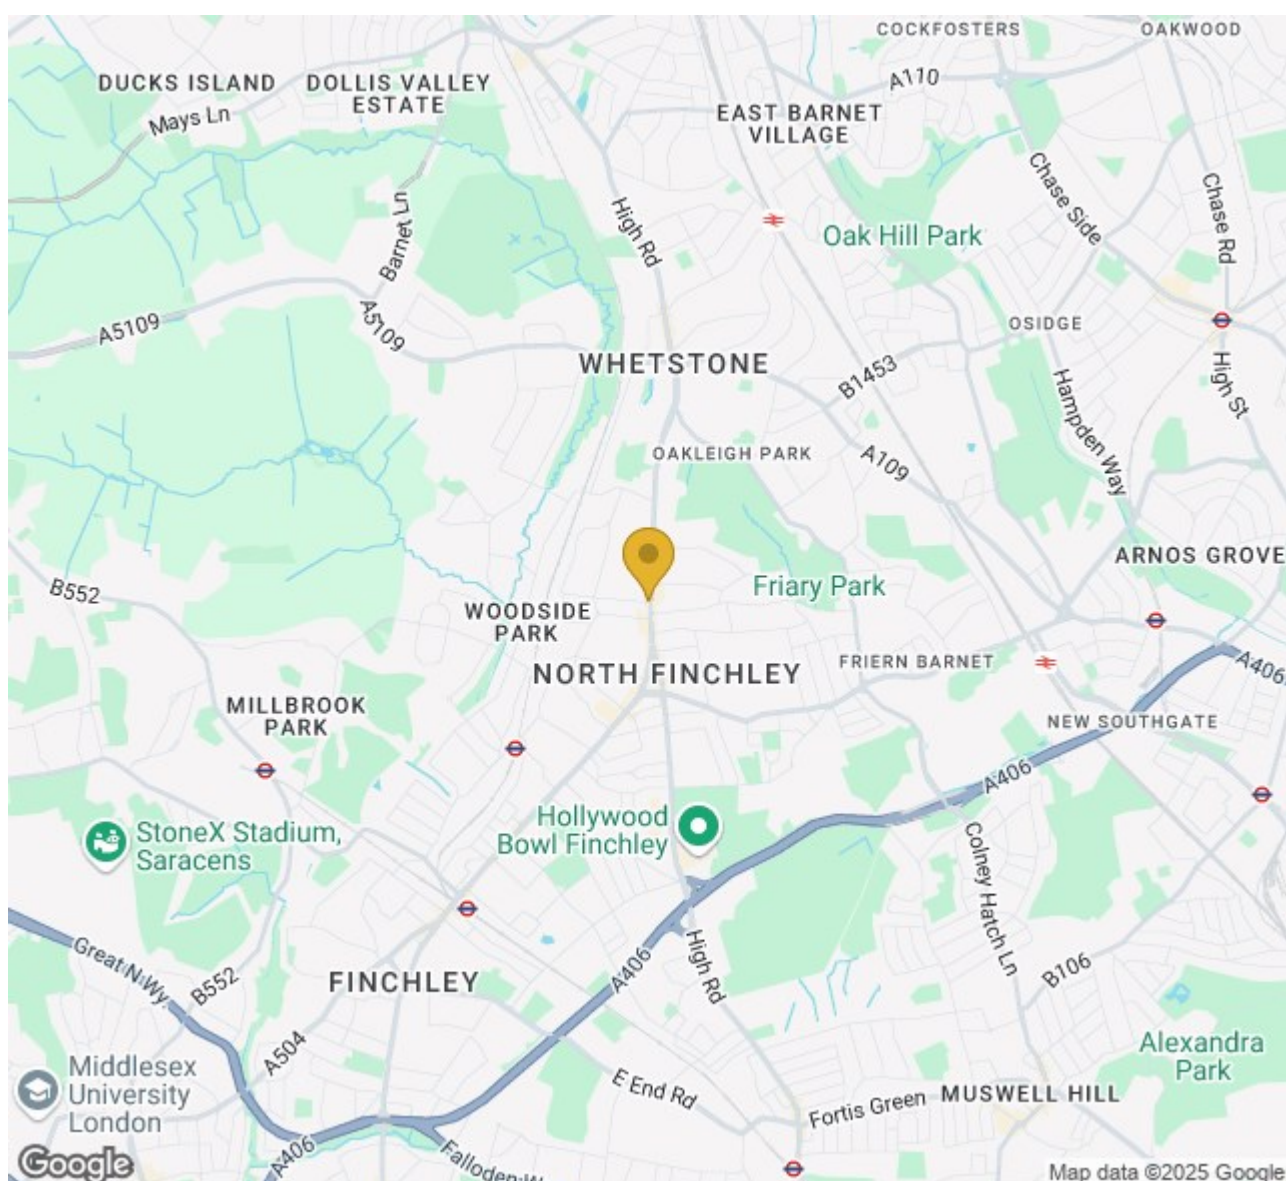 COCKFOSTERS
OAKWOOD
DUCKS ISLAND
DOLLIS VALLEY
ESTATE
A110
Mays Ln
EAST BARNET
VILLAGE
Chase Side
Chase Rd
High Rd
Barnet Ln
Oak Hill Park
A5109
A5109
OSIDGE
WHETSTONE
B1453
High St
Hampden Way
OAKLEIGH PARK
A109
ARNOS GROVE
B552
Friary Park
WOODSIDE
PARK
NORTH FINCHLEY
FRIERN BARNET
A406
MILLBROOK
PARK
NEW SOUTHGATE
A406
StoneX Stadium,
Saracens
Hollywood
Bowl Finchley
Colney Hatch Ln
Great N Wy
B552
A406
High Rd
B106
FINCHLEY
A504
Alexandra
Park
Middlesex
University
London
E End Rd
Fortis Green
MUSWELL HILL
A406
Falloden W
Google
Map data ©2025 Google